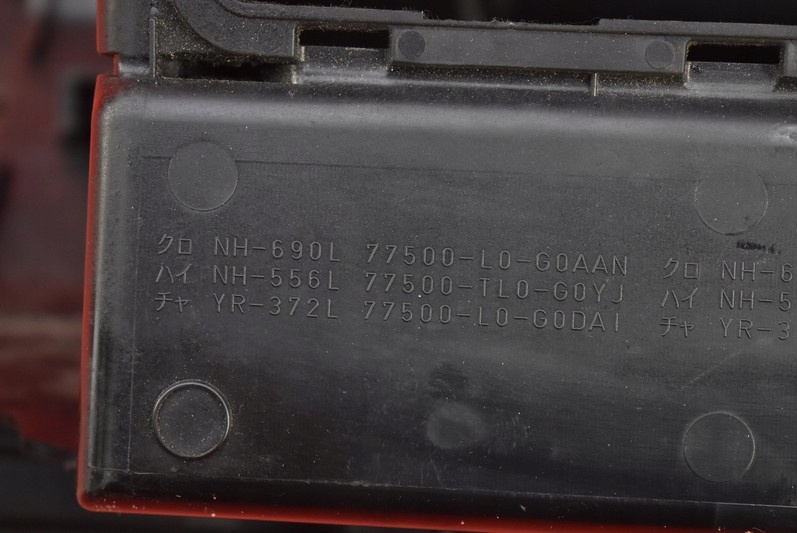 クロ NH-690L 77500-L0-G0AAN クロ NH-6
ハイ NH-556L 77500-TL0-G0YJ ハイ NH-5
チャ YR-372L 77500-L0-G0DAI チャ YR-3